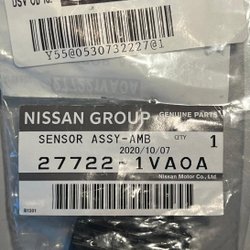 Y55@0530732227@1
NISSAN GROUP GENUINE PARTS
SENSOR ASSY-AMB QTY 1
2020/10/07
27722-1VA0A
Nissan Motor Co., Ltd.